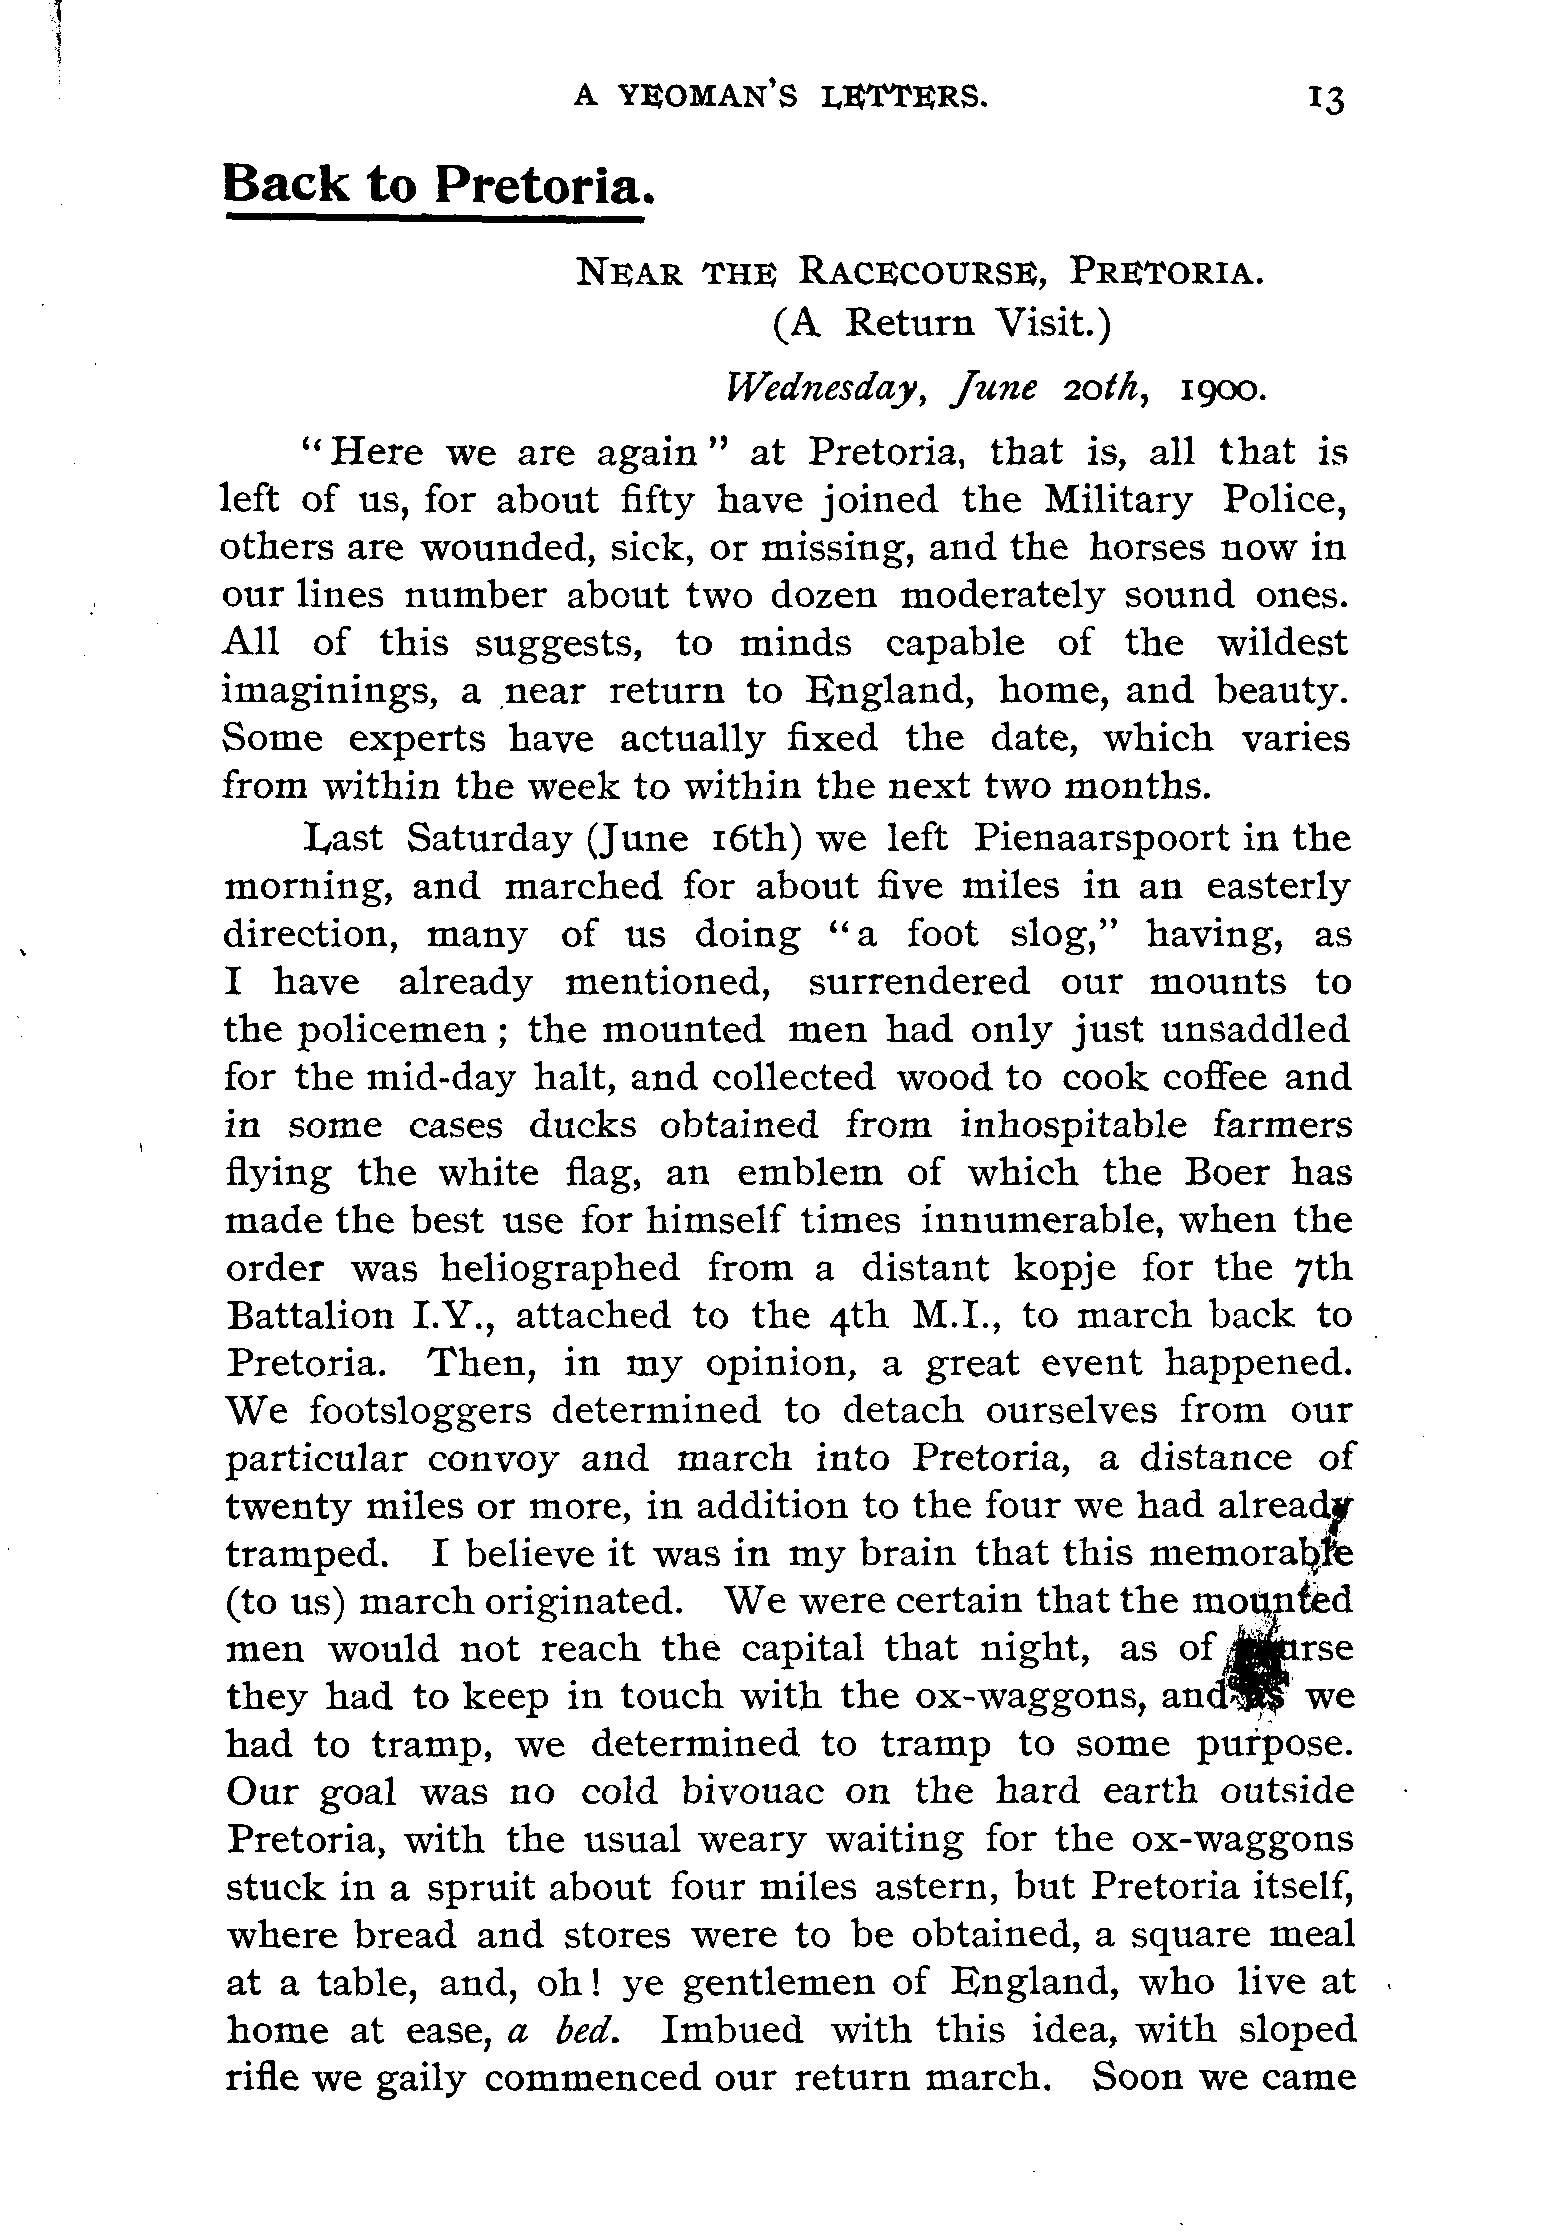 A YEOMAN'S LETTERS. 13
Back to Pretoria.
NEAR THE RACECOURSE, PRETORIA.
(A Return Visit.)
Wednesday, June 20th, 1900.
"Here we are again" at Pretoria, that is, all that is
left of us, for about fifty have joined the Military Police,
others are wounded, sick, or missing, and the horses now in
our lines number about two dozen moderately sound ones.
All of this suggests, to minds capable of the wildest
imaginings, a near return to England, home, and beauty.
Some experts have actually fixed the date, which varies
from within the week to within the next two months.
Last Saturday (June 16th) we left Pienaarspoort in the
morning, and marched for about five miles in an easterly
direction, many of us doing "a foot slog," having, as
I have already mentioned, surrendered our mounts to
the policemen; the mounted men had only just unsaddled
for the mid-day halt, and collected wood to cook coffee and
in some cases ducks obtained from inhospitable farmers
flying the white flag, an emblem of which the Boer has
made the best use for himself times innumerable, when the
order was heliographed from a distant kopje for the 7th
Battalion I.Y., attached to the 4th M.I., to march back to
Pretoria. Then, in my opinion, a great event happened.
We footsloggers determined to detach ourselves from our
particular convoy and march into Pretoria, a distance of
twenty miles or more, in addition to the four we had already
tramped. I believe it was in my brain that this memorable
(to us) march originated. We were certain that the mounted
men would not reach the capital that night, as of course
they had to keep in touch with the ox-waggons, and as we
had to tramp, we determined to tramp to some purpose.
Our goal was no cold bivouac on the hard earth outside
Pretoria, with the usual weary waiting for the ox-waggons
stuck in a spruit about four miles astern, but Pretoria itself,
where bread and stores were to be obtained, a square meal
at a table, and, oh! ye gentlemen of England, who live at
home at ease, a bed. Imbued with this idea, with sloped
rifle we gaily commenced our return march. Soon we came